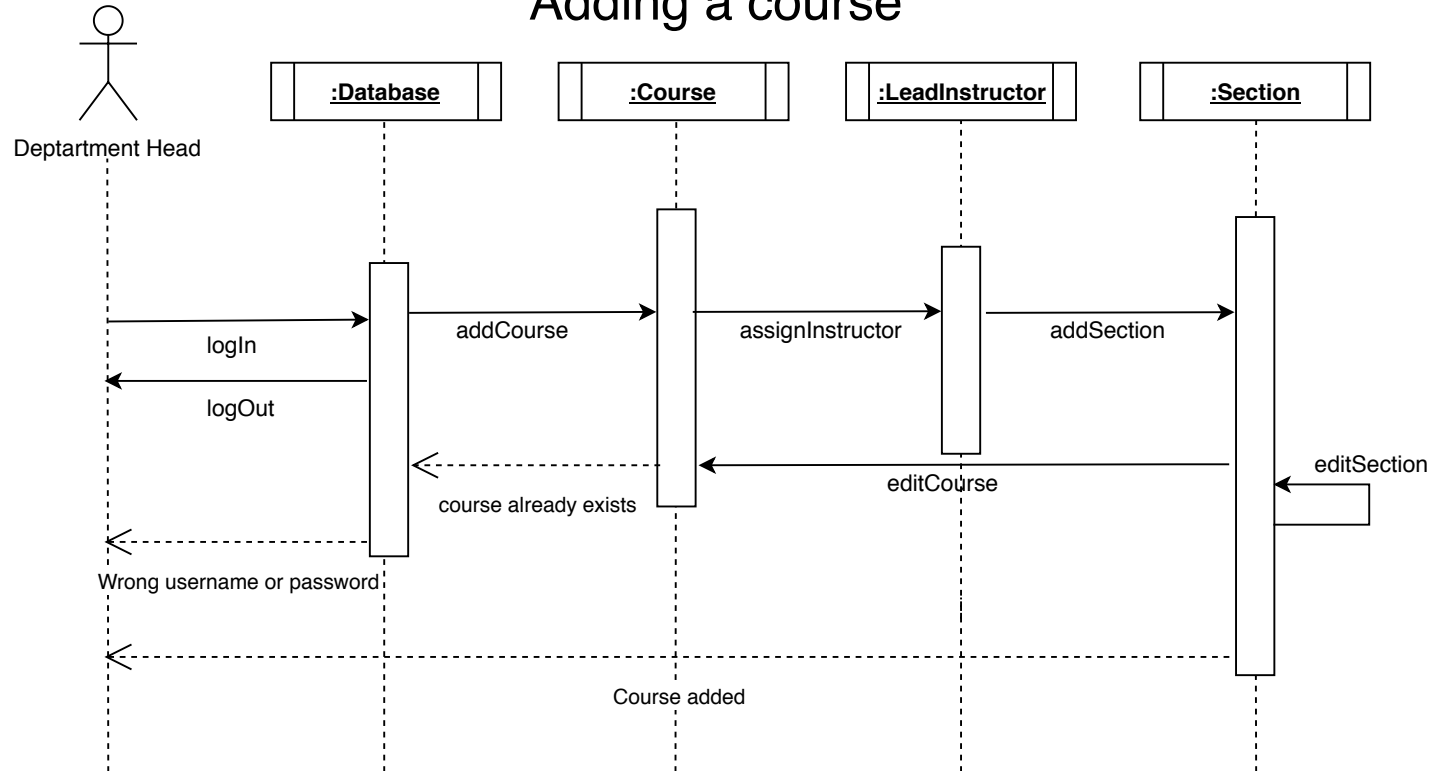 Adding a course
:Database
:Course
:LeadInstructor
:Section
Deptartment Head
logIn
addCourse
assignInstructor
addSection
logOut
editSection
editCourse
course already exists
Wrong username or password
Course added